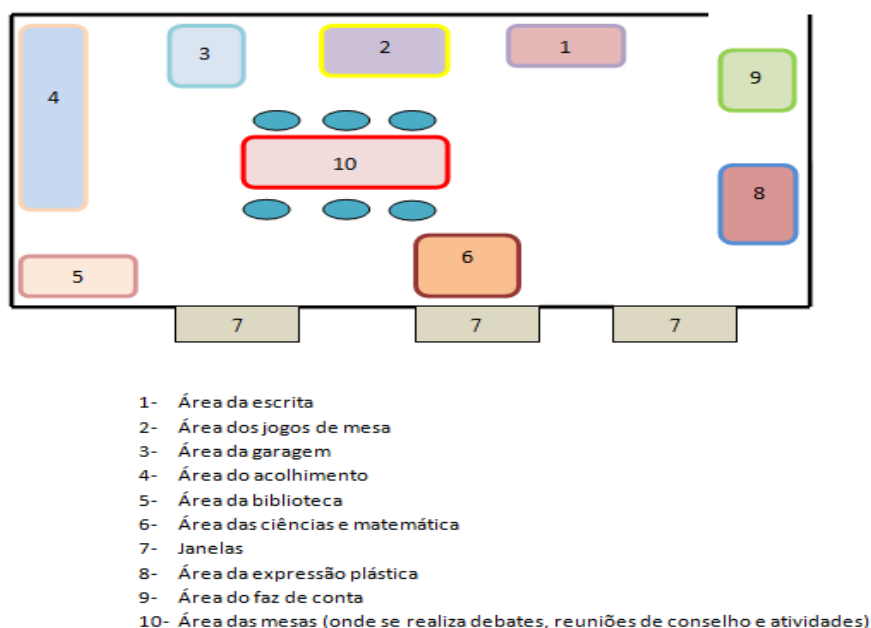 3
2
1
4
9
10
8
6
5
7
7
7
1- Área da escrita
2- Área dos jogos de mesa
3- Área da garagem
4- Área do acolhimento
5- Área da biblioteca
6- Área das ciências e matemática
7- Janelas
8- Área da expressão plástica
9- Área do faz de conta
10- Área das mesas (onde se realiza debates, reuniões de conselho e atividades)